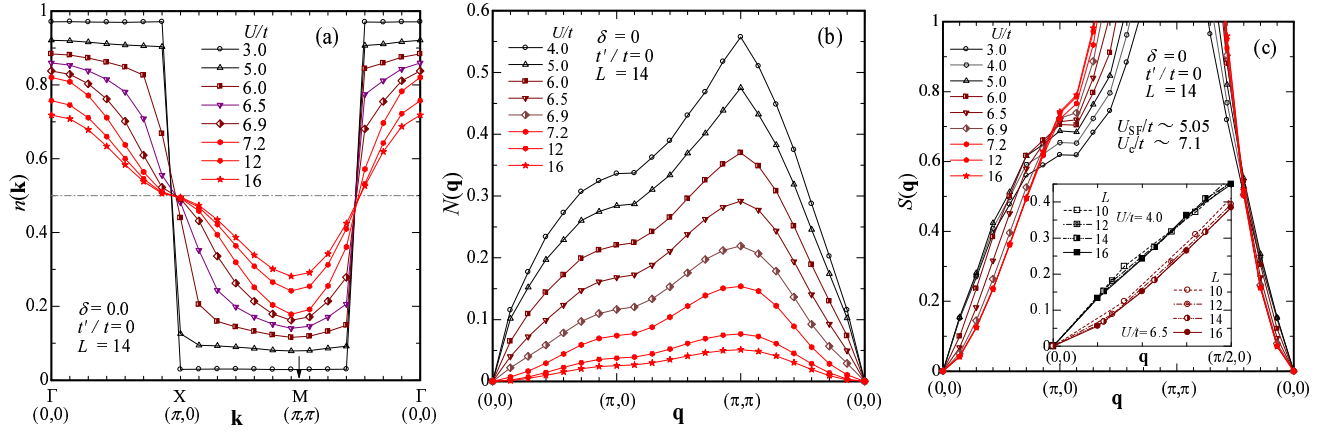 (a)
U/t
3.0
5.0
6.0
6.5
6.9
7.2
12
16
δ = 0.0
t'/t=0
L = 14
n(k)
1
0.8
0.6
0.4
0.2
0
Γ X M Γ
(0,0) (π,0) (π,π) (0,0)
k
(b)
U/t
4.0
5.0
6.0
6.5
6.9
7.2
12
16
δ = 0
t'/t=0
L = 14
N(q)
0.6
0.5
0.4
0.3
0.2
0.1
0
(0,0) (π,0) (π,π) (0,0)
q
(c)
U/t
3.0
4.0
5.0
6.0
6.5
6.9
7.2
12
16
δ = 0
t'/t=0
L = 14
U_SF/t ~ 5.05
U_c/t ~ 7.1
S(q)
1
0.8
0.6
0.4
0.2
0
(0,0) (π,0) (π,π) (0,0)
q
0.4
0.2
0
L
10
12
14
16
U/t= 4.0
L
10
12
14
16
U/t= 6.5
(0,0) q (π/2,0)